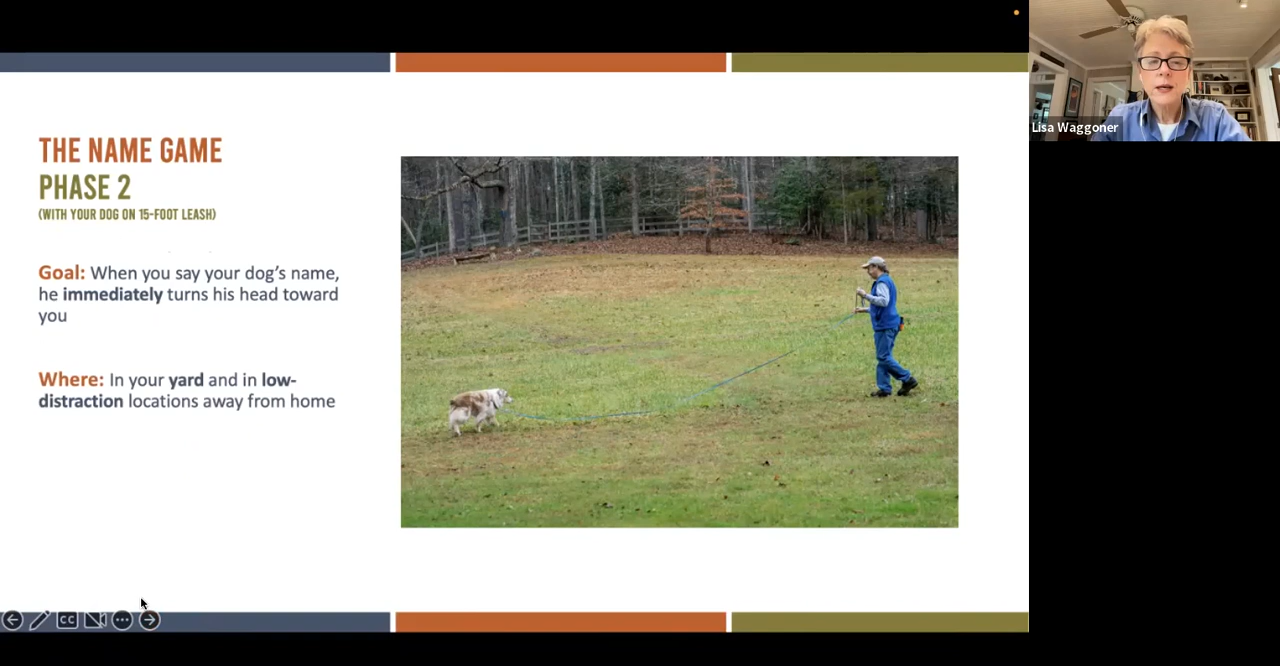 THE NAME GAME
PHASE 2
(WITH YOUR DOG ON 15-FOOT LEASH)
Goal: When you say your dog's name,
he immediately turns his head toward
you
Where: In your yard and in low-
distraction locations away from home
Lisa Waggoner
CC